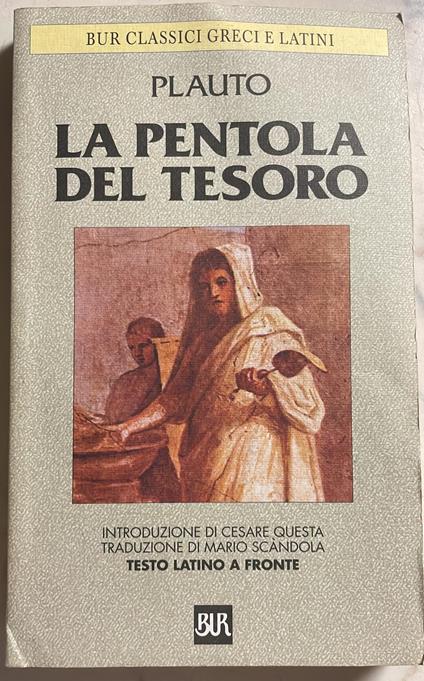 BUR CLASSICI GRECI E LATINI
PLAUTO
LA PENTOLA
DEL TESORO
INTRODUZIONE DI CESARE QUESTA
TRADUZIONE DI MARIO SCÀNDOLA
TESTO LATINO A FRONTE
BUR